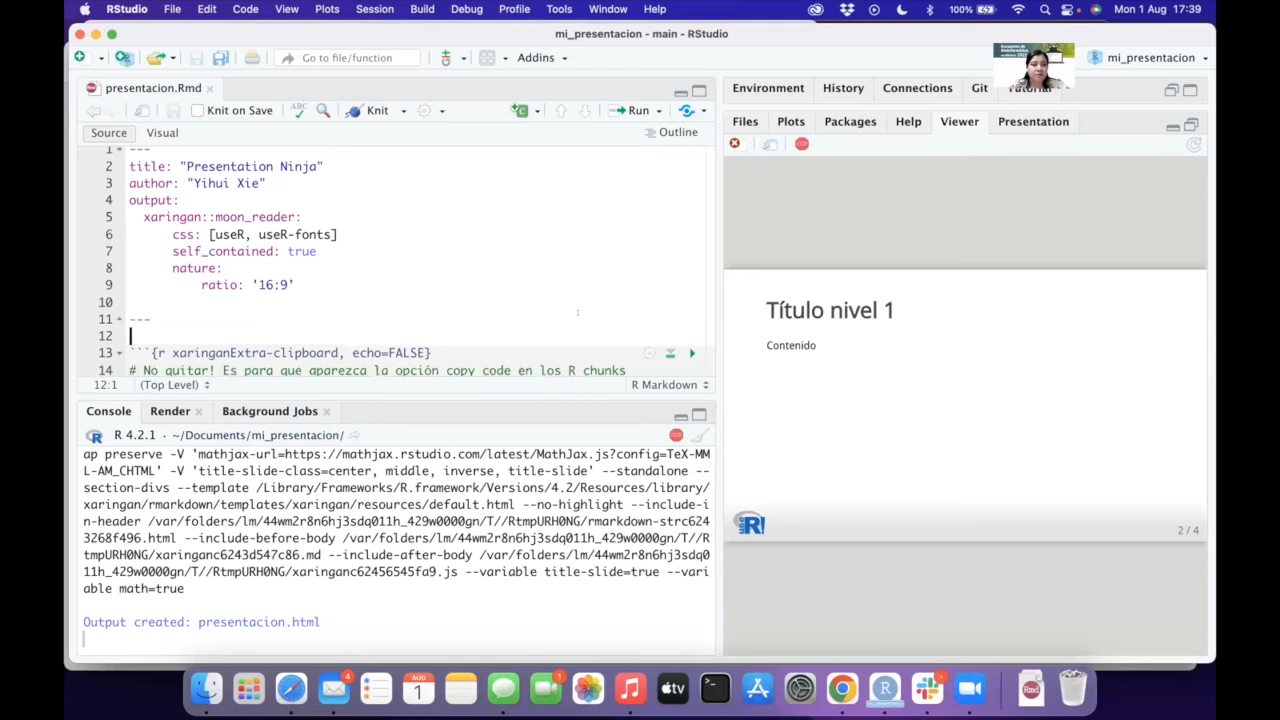 RStudio File Edit Code View Plots Session Build Debug Profile Tools Window Help 100% Mon 1 Aug 17:39
mi_presentacion - main - RStudio
Go to file/function Addins mi_presentacion
presentacion.Rmd
Knit on Save ABC Knit Run
Source Visual Outline
1 ---
2 title: "Presentation Ninja"
3 author: "Yihui Xie"
4 output:
5 xaringan::moon_reader:
6 css: [useR, useR-fonts]
7 self_contained: true
8 nature:
9 ratio: '16:9'
10
11 ---
12
13 ```{r xaringanExtra-clipboard, echo=FALSE}
14 # No quitar! Es para que aparezca la opción copy code en los R chunks
12:1 (Top Level) R Markdown
Console Render Background Jobs
R 4.2.1 · ~/Documents/mi_presentacion/
ap preserve -V 'mathjax-url=https://mathjax.rstudio.com/latest/MathJax.js?config=TeX-MM
L-AM_CHTML' -V 'title-slide-class=center, middle, inverse, title-slide' --standalone --
section-divs --template /Library/Frameworks/R.framework/Versions/4.2/Resources/library/
xaringan/rmarkdown/templates/xaringan/resources/default.html --no-highlight --include-i
n-header /var/folders/lm/44wm2r8n6hj3sdq011h_429w0000gn/T//RtmpURH0NG/rmarkdown-strc624
3268f496.html --include-before-body /var/folders/lm/44wm2r8n6hj3sdq011h_429w0000gn/T//R
tmpURH0NG/xaringanc6243d547c86.md --include-after-body /var/folders/lm/44wm2r8n6hj3sdq0
11h_429w0000gn/T//RtmpURH0NG/xaringanc62456545fa9.js --variable title-slide=true --vari
able math=true
Output created: presentacion.html
Environment History Connections Git Tutorial
Files Plots Packages Help Viewer Presentation
Título nivel 1
Contenido
useR!
2 / 4
4
AUG
1
1
tv
R
Rmd